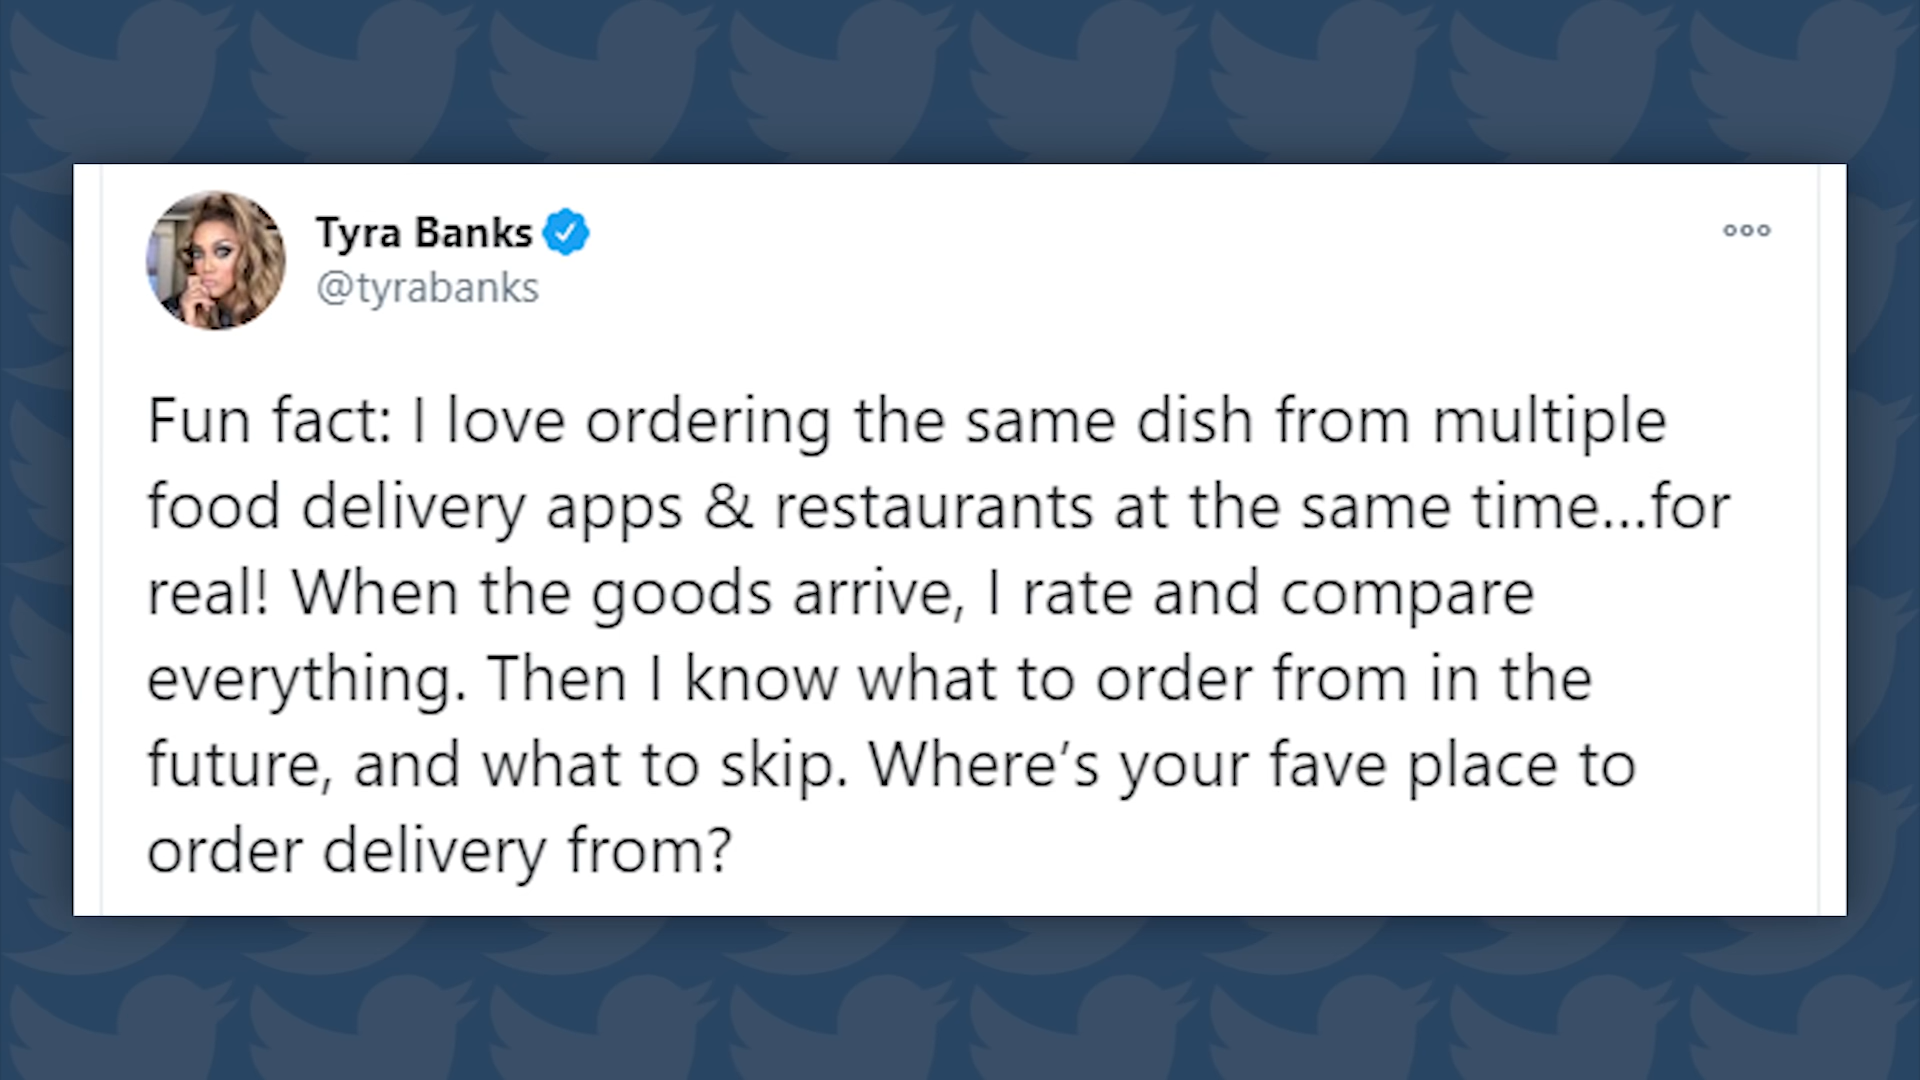 Tyra Banks
@tyrabanks
Fun fact: I love ordering the same dish from multiple
food delivery apps & restaurants at the same time...for
real! When the goods arrive, I rate and compare
everything. Then I know what to order from in the
future, and what to skip. Where’s your fave place to
order delivery from?